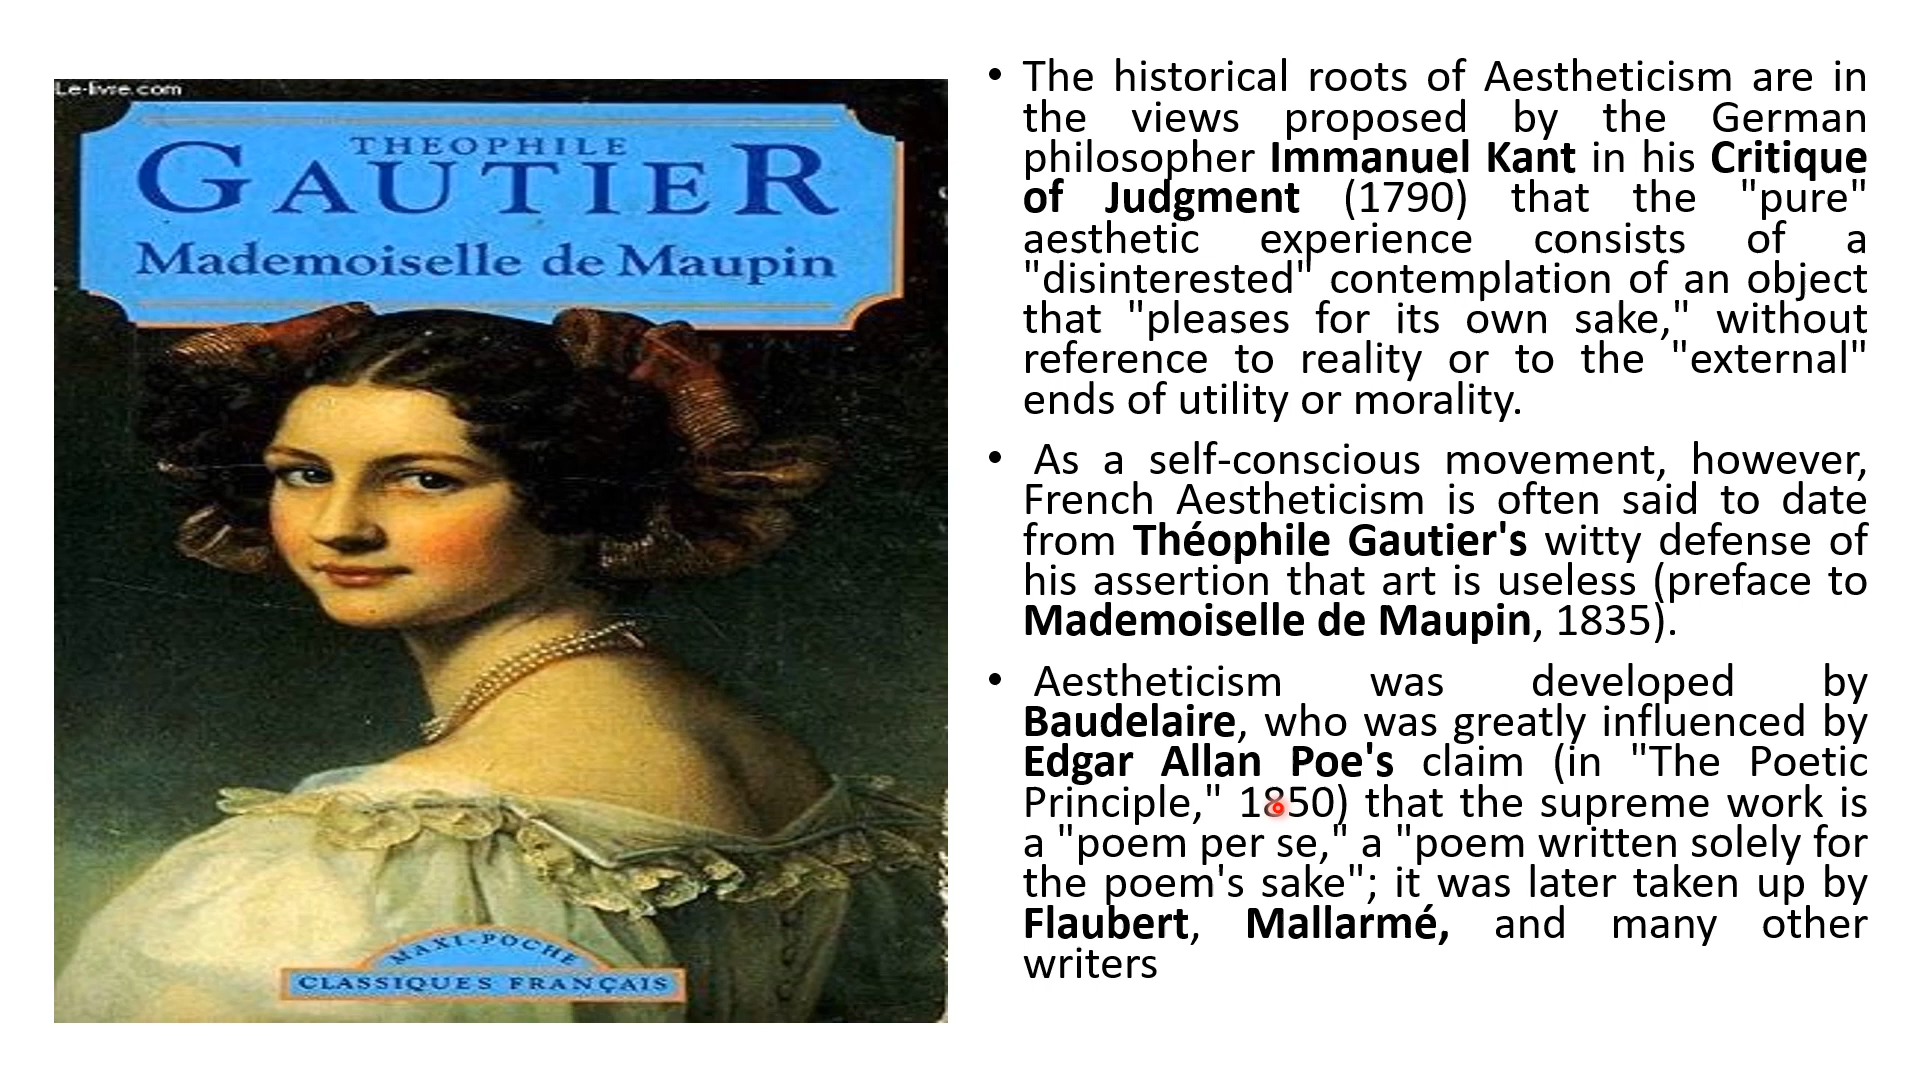 Le-livre.com
THEOPHILE
GAUTIER
Mademoiselle de Maupin
MAXI-POCHE
CLASSIQUES FRANÇAIS
• The historical roots of Aestheticism are in
the views proposed by the German
philosopher Immanuel Kant in his Critique
of Judgment (1790) that the "pure"
aesthetic experience consists of a
"disinterested" contemplation of an object
that "pleases for its own sake," without
reference to reality or to the "external"
ends of utility or morality.
• As a self-conscious movement, however,
French Aestheticism is often said to date
from Théophile Gautier's witty defense of
his assertion that art is useless (preface to
Mademoiselle de Maupin, 1835).
• Aestheticism was developed by
Baudelaire, who was greatly influenced by
Edgar Allan Poe's claim (in "The Poetic
Principle," 1850) that the supreme work is
a "poem per se," a "poem written solely for
the poem's sake"; it was later taken up by
Flaubert, Mallarmé, and many other
writers